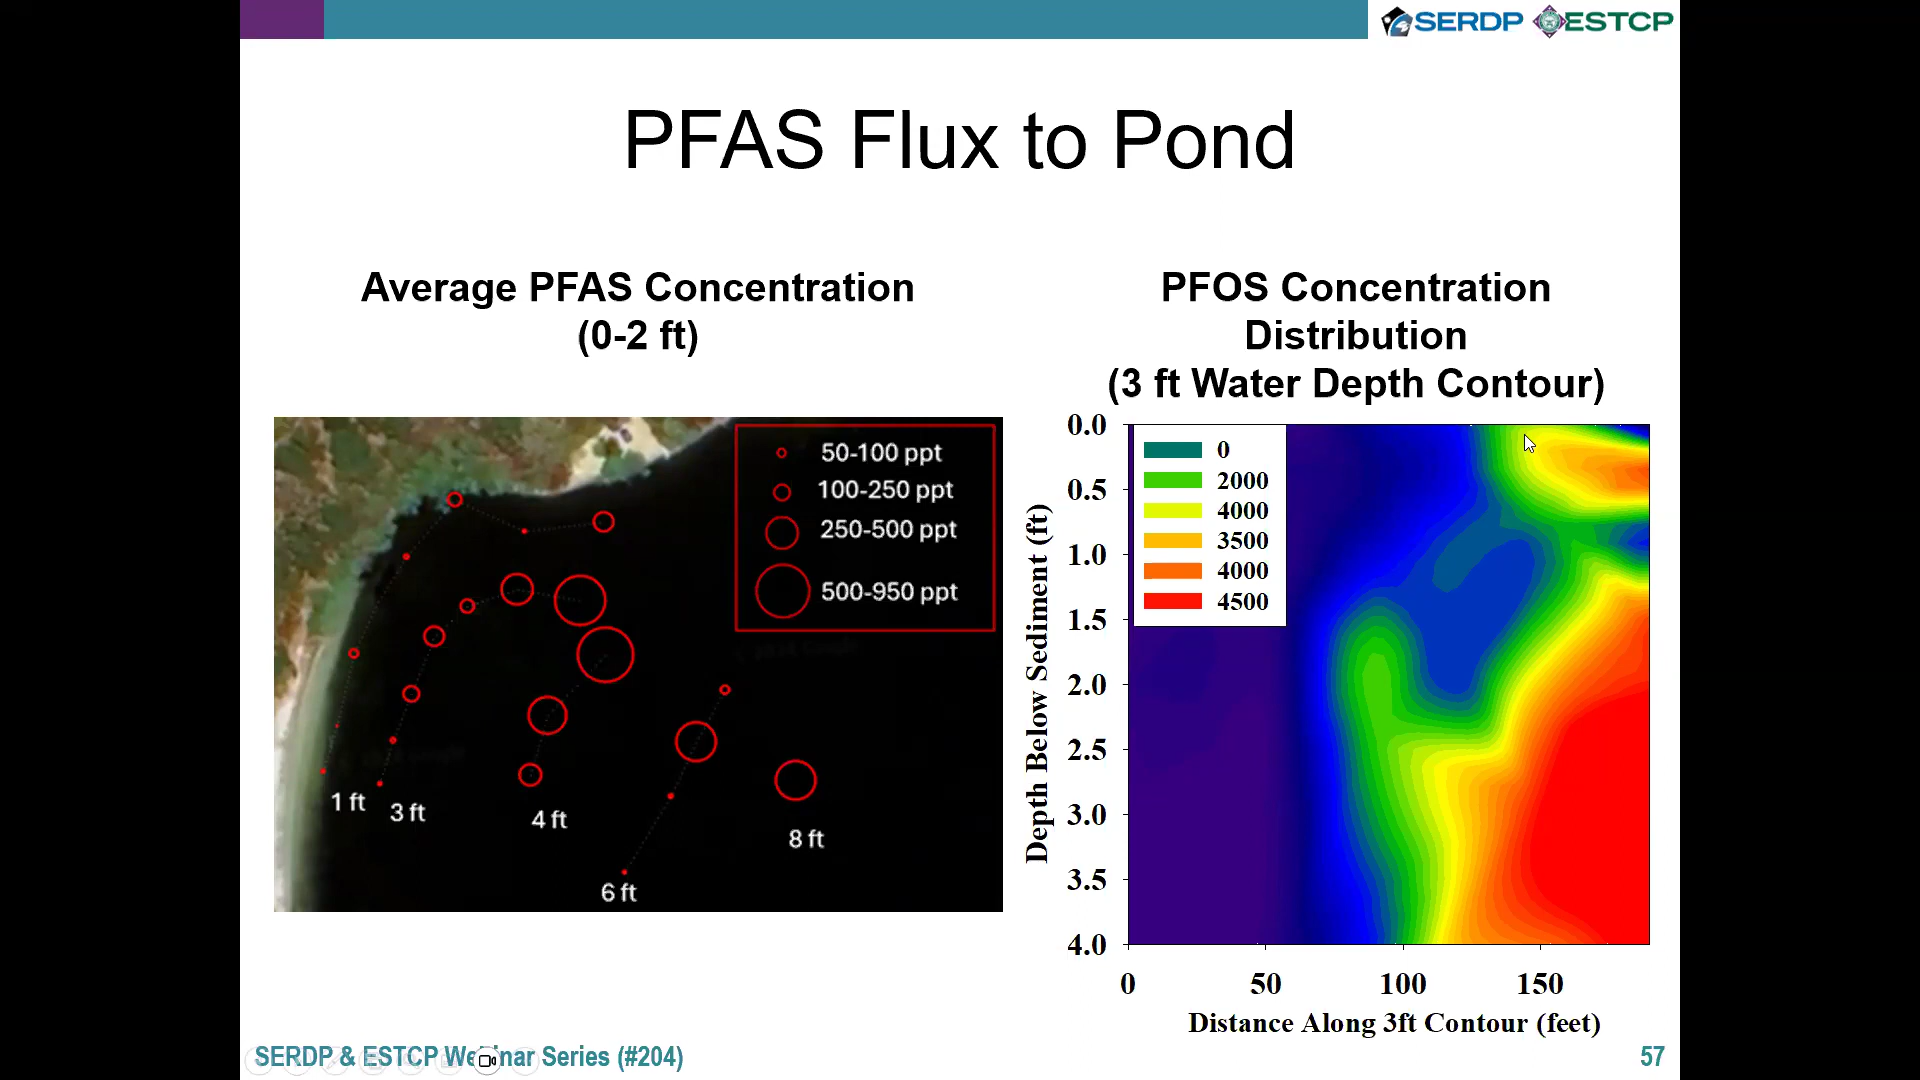 SERDP ESTCP
PFAS Flux to Pond
Average PFAS Concentration
(0-2 ft)
50-100 ppt
100-250 ppt
250-500 ppt
500-950 ppt
1 ft
3 ft
4 ft
6 ft
8 ft
PFOS Concentration
Distribution
(3 ft Water Depth Contour)
0
2000
4000
3500
4000
4500
Depth Below Sediment (ft)
0.0
0.5
1.0
1.5
2.0
2.5
3.0
3.5
4.0
0 50 100 150
Distance Along 3ft Contour (feet)
SERDP & ESTCP Webinar Series (#204)
57